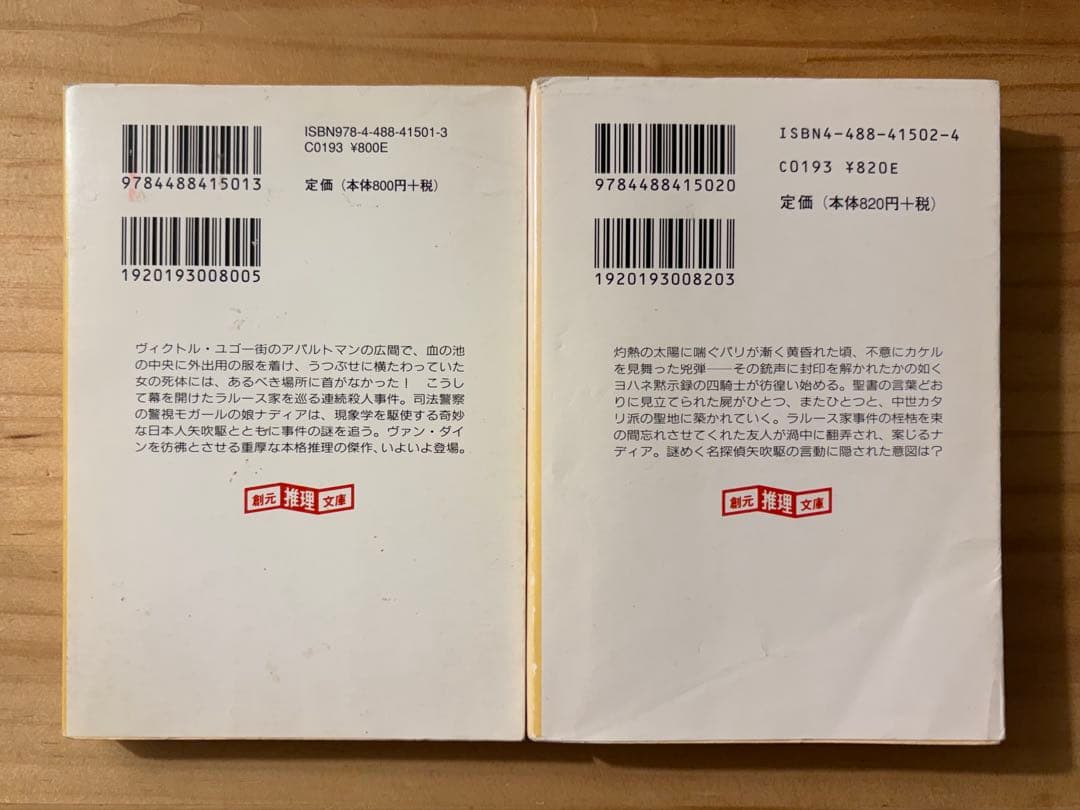 ISBN978-4-488-41501-3
C0193 ¥800E
9784488415013
定価（本体800円＋税）
1920193008005
ヴィクトル・ユゴー街のアパルトマンの広間で、血の池
の中央に外出用の服を着け、うつぶせに横たわっていた
女の死体には、あるべき場所に首がなかった！　こうし
て幕を開けたラルース家を巡る連続殺人事件。司法警察
の警視モガールの娘ナディアは、現象学を駆使する奇妙
な日本人矢吹駆とともに事件の謎を追う。ヴァン・ダイ
ンを彷彿とさせる重厚な本格推理の傑作、いよいよ登場。
創元 推理 文庫
ISBN4-488-41502-4
C0193 ¥820E
9784488415020
定価（本体820円＋税）
1920193008203
灼熱の太陽に喘ぐパリが漸く黄昏れた頃、不意にカケル
を見舞った兇弾――その銃声に封印を解かれたかの如く
ヨハネ黙示録の四騎士が彷徨い始める。聖書の言葉どお
りに見立てられた屍がひとつ、またひとつと、中世カタ
リ派の聖地に築かれていく。ラルース家事件の桎梏を束
の間忘れさせてくれた友人が渦中に翻弄され、案じるナ
ディア。謎めく名探偵矢吹駆の言動に隠された意図は？
創元 推理 文庫